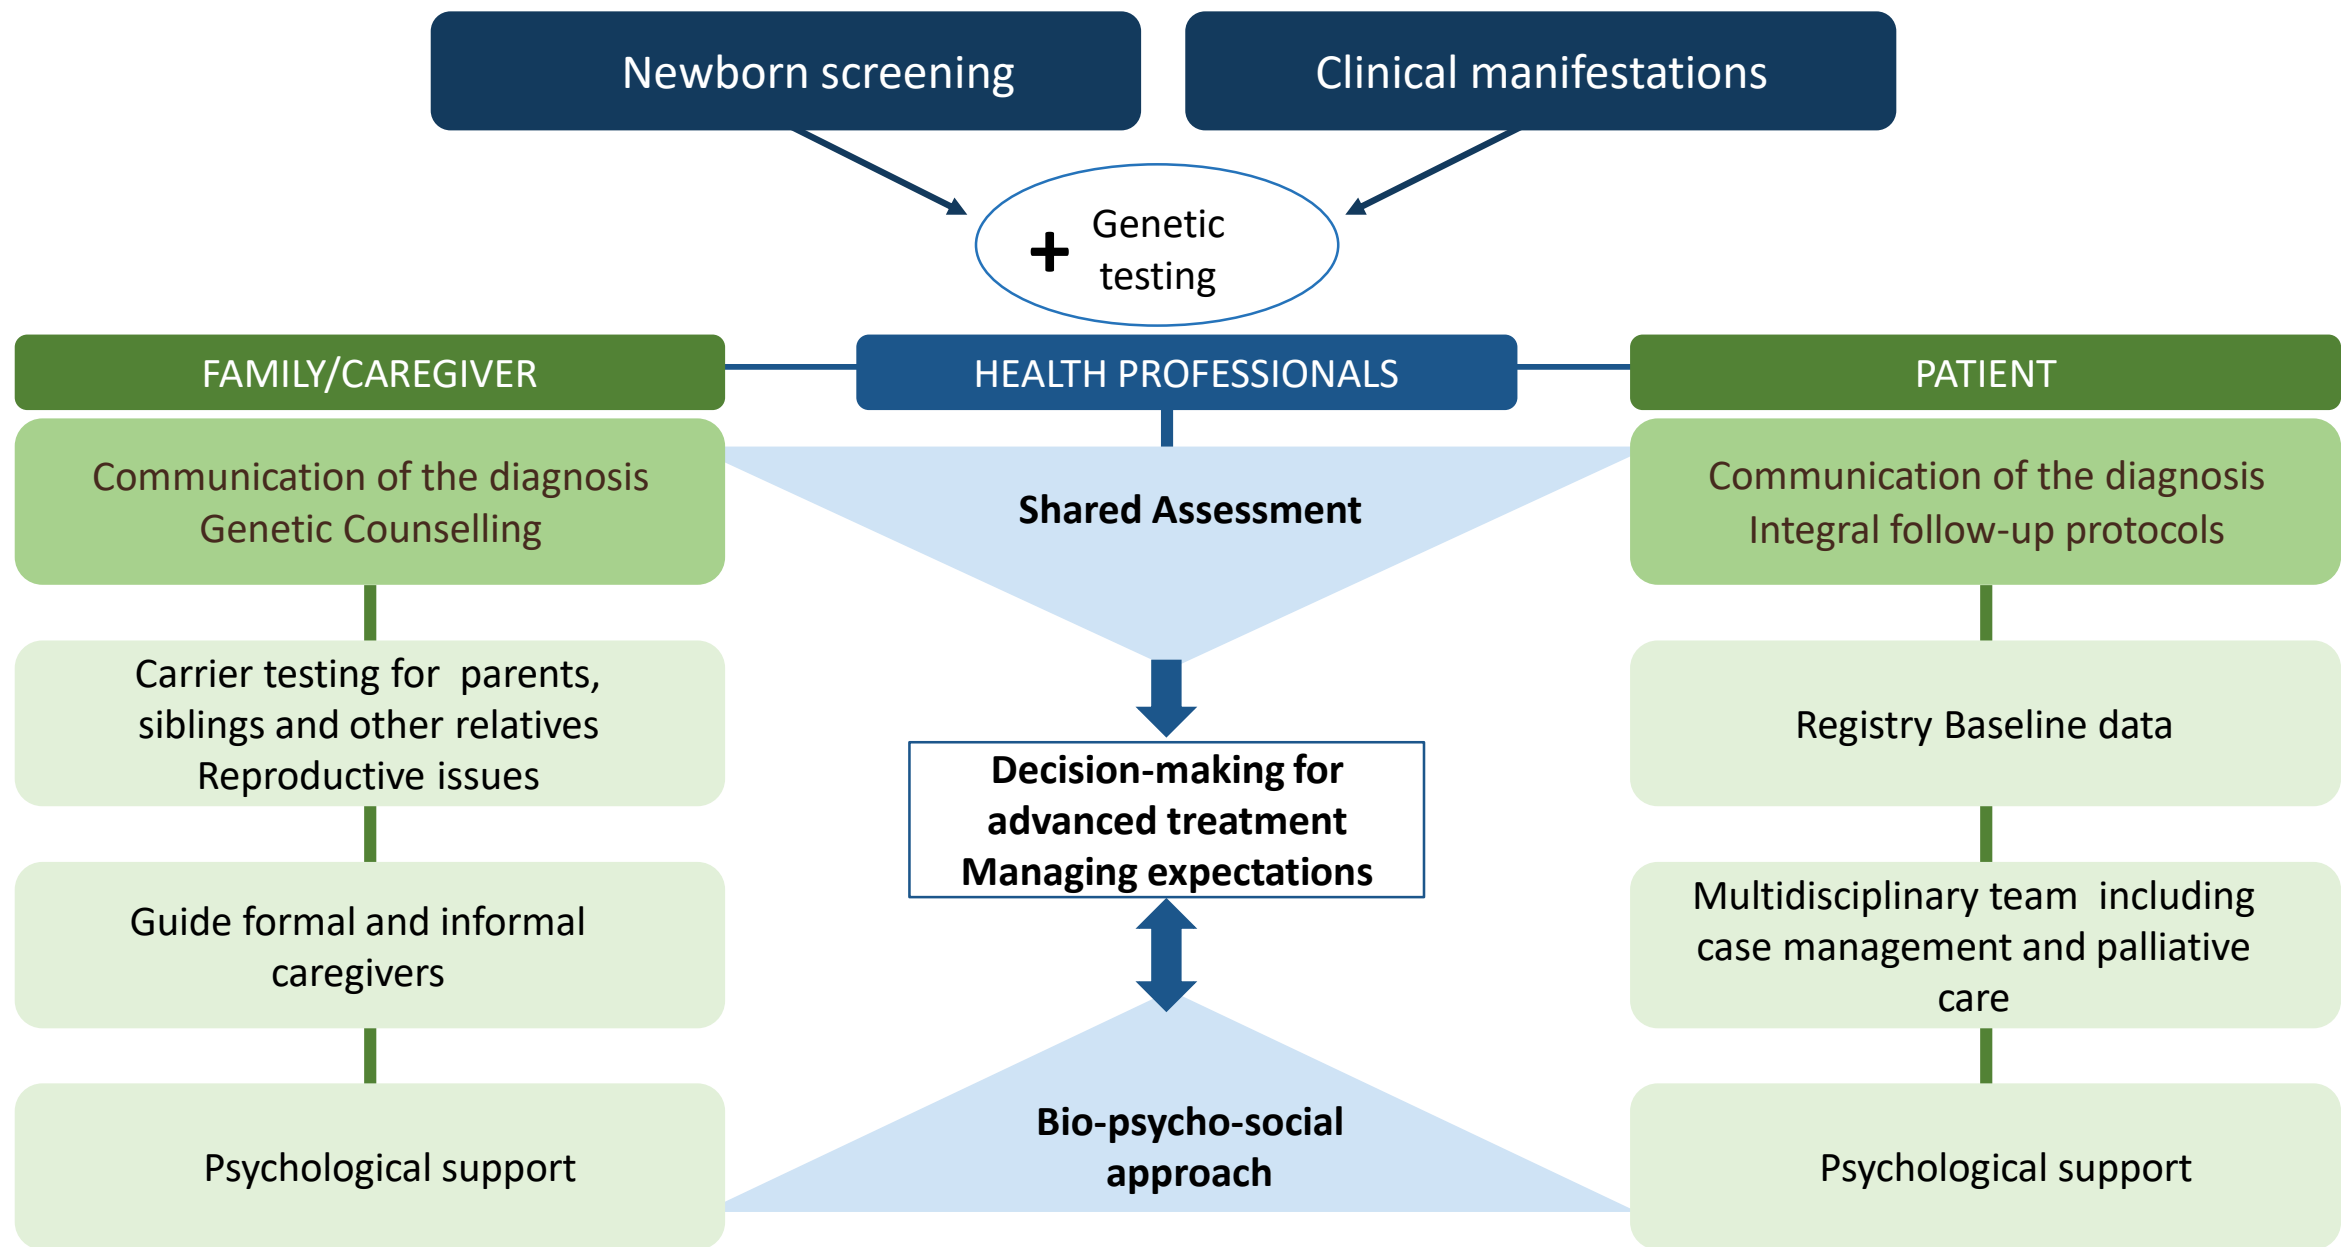 Newborn screening
Clinical manifestations
+
Genetic
testing
FAMILY/CAREGIVER
HEALTH PROFESSIONALS
PATIENT
Communication of the diagnosis
Genetic Counselling
Shared Assessment
Communication of the diagnosis
Integral follow-up protocols
Carrier testing for parents,
siblings and other relatives
Reproductive issues
Decision-making for
advanced treatment
Managing expectations
Registry Baseline data
Guide formal and informal
caregivers
Multidisciplinary team including
case management and palliative
care
Psychological support
Bio-psycho-social
approach
Psychological support